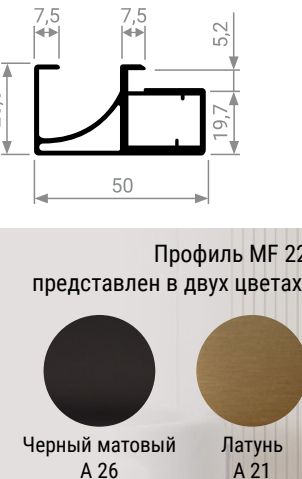 7,5 7,5
5,2
19,7
50
Профиль MF 22
представлен в двух цветах
Черный матовый
А 26
Латунь
А 21